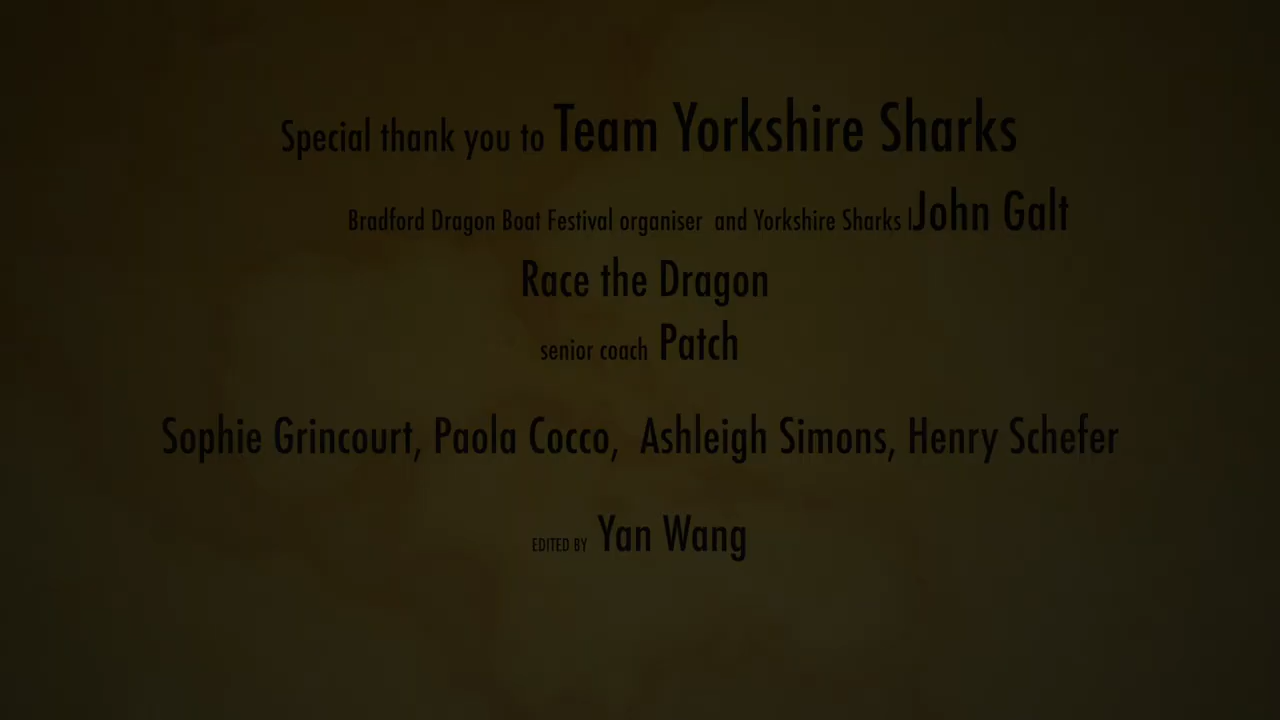 Special thank you to Team Yorkshire Sharks
Bradford Dragon Boat Festival organiser and Yorkshire Sharks John Galt
Race the Dragon
senior coach Patch
Sophie Grincourt, Paola Cocco, Ashleigh Simons, Henry Schefer
EDITED BY Yan Wang